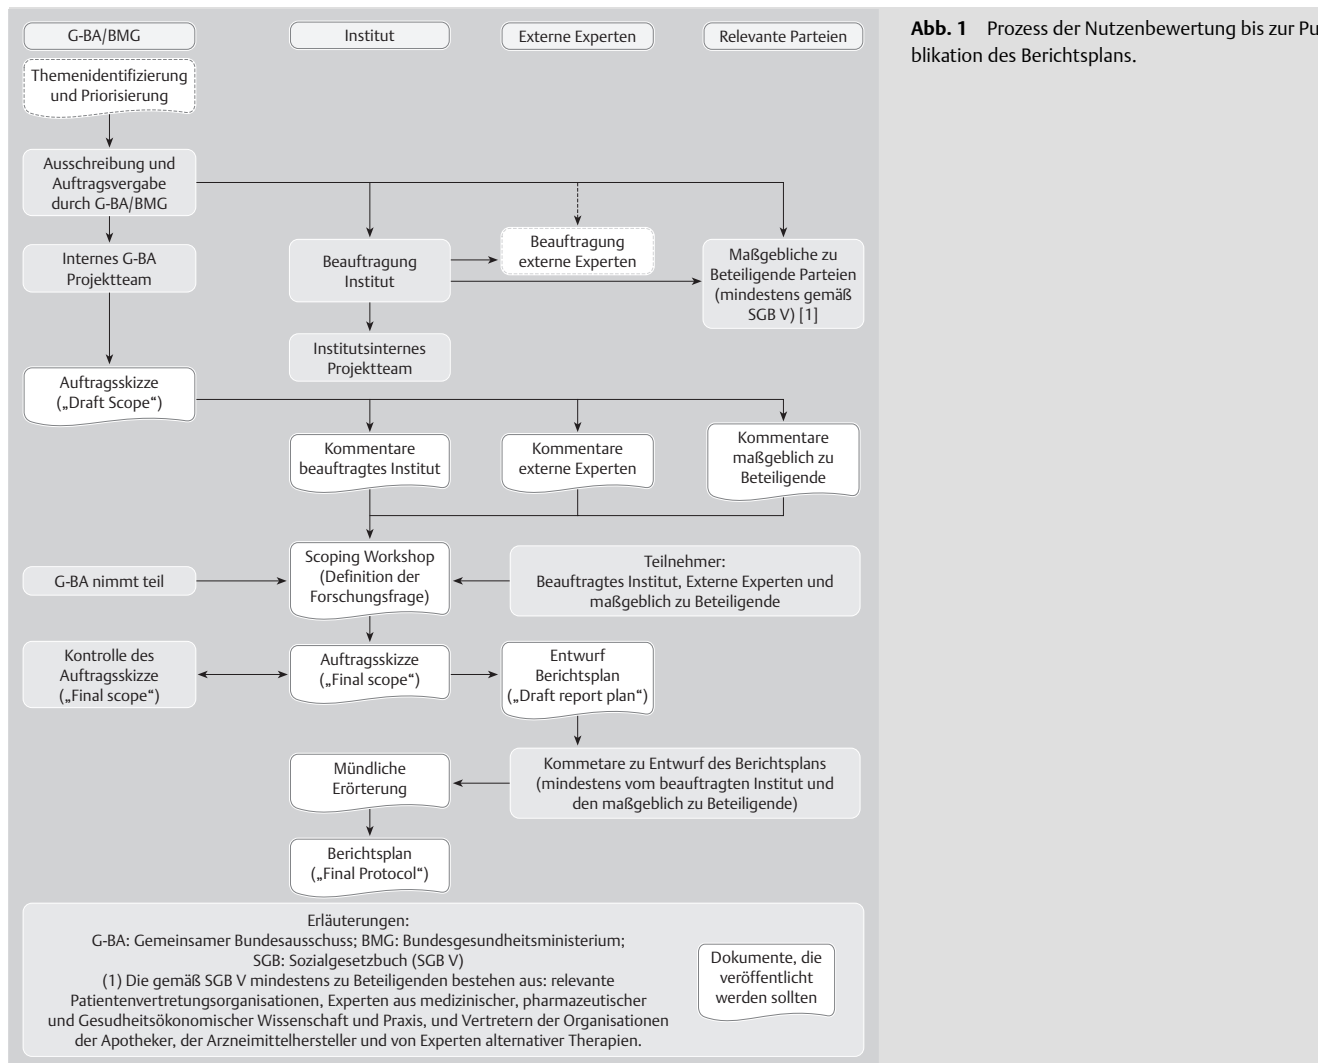 G-BA/BMG
Institut
Externe Experten
Relevante Parteien
Themenidentifizierung
und Priorisierung
Ausschreibung und
Auftragsvergabe
durch G-BA/BMG
Internes G-BA
Projektteam
Beauftragung
Institut
Beauftragung
externe Experten
Maßgebliche zu
Beteiligende Parteien
(mindestens gemäß
SGB V) [1]
Institutsinternes
Projektteam
Auftragsskizze
(„Draft Scope“)
Kommentare
beauftragtes Institut
Kommentare
externe Experten
Kommentare
maßgeblich zu
Beteiligende
G-BA nimmt teil
Scoping Workshop
(Definition der
Forschungsfrage)
Teilnehmer:
Beauftragtes Institut, Externe Experten und
maßgeblich zu Beteiligende
Kontrolle des
Auftragsskizze
(„Final scope“)
Auftragsskizze
(„Final scope“)
Entwurf
Berichtsplan
(„Draft report plan“)
Mündliche
Erörterung
Kommetare zu Entwurf des Berichtsplans
(mindestens vom beauftragten Institut und
den maßgeblich zu Beteiligende)
Berichtsplan
(„Final Protocol“)
Erläuterungen:
G-BA: Gemeinsamer Bundesausschuss; BMG: Bundesgesundheitsministerium;
SGB: Sozialgesetzbuch (SGB V)
(1) Die gemäß SGB V mindestens zu Beteiligenden bestehen aus: relevante
Patientenvertretungsorganisationen, Experten aus medizinischer, pharmazeutischer
und Gesudheitsökonomischer Wissenschaft und Praxis, und Vertretern der Organisationen
der Apotheker, der Arzneimittelhersteller und von Experten alternativer Therapien.
Dokumente, die
veröffentlicht
werden sollten
Abb. 1 Prozess der Nutzenbewertung bis zur Pu
blikation des Berichtsplans.